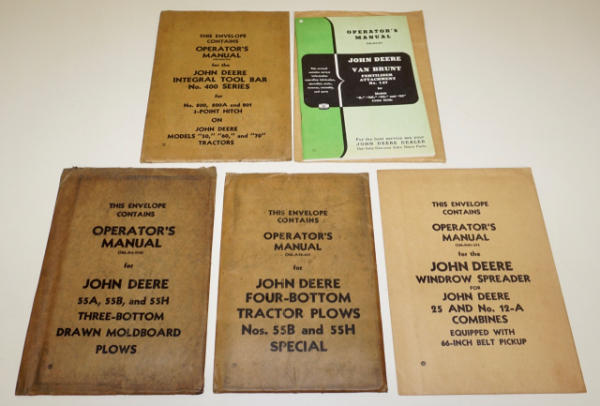 THIS ENVELOPE
CONTAINS
OPERATOR'S
MANUAL
for the
JOHN DEERE
INTEGRAL TOOL BAR
No. 400 SERIES
for
No. 800, 800A and 801
3-POINT HITCH
ON
JOHN DEERE
MODELS "50," "60," and "70"
TRACTORS
OPERATOR'S
MANUAL
JOHN DEERE
VAN BRUNT
FERTILIZER
ATTACHMENT
for
For the best service see your
JOHN DEERE DEALER
THIS ENVELOPE
CONTAINS
OPERATOR'S
MANUAL
for
JOHN DEERE
55A, 55B, and 55H
THREE-BOTTOM
DRAWN MOLDBOARD
PLOWS
THIS ENVELOPE
CONTAINS
OPERATOR'S
MANUAL
for
JOHN DEERE
FOUR-BOTTOM
TRACTOR PLOWS
Nos. 55B and 55H
SPECIAL
THIS ENVELOPE
CONTAINS
OPERATOR'S
MANUAL
for the
JOHN DEERE
WINDROW SPREADER
FOR
JOHN DEERE
25 AND No. 12-A
COMBINES
EQUIPPED WITH
66-INCH BELT PICKUP